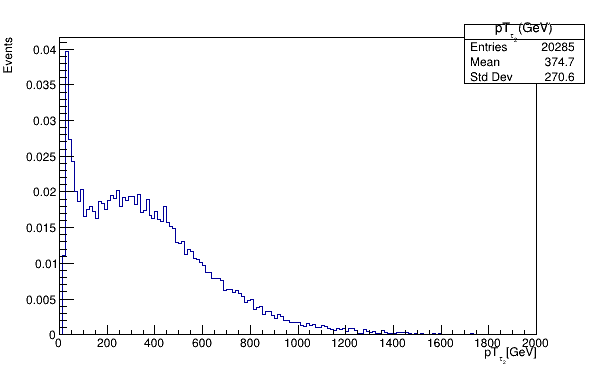 pT_τ₂(GeV)
Entries 20285
Mean 374.7
Std Dev 270.6
Events
0.04
0.035
0.03
0.025
0.02
0.015
0.01
0.005
0
0 200 400 600 800 1000 1200 1400 1600 1800 2000
pT_τ₂[GeV]